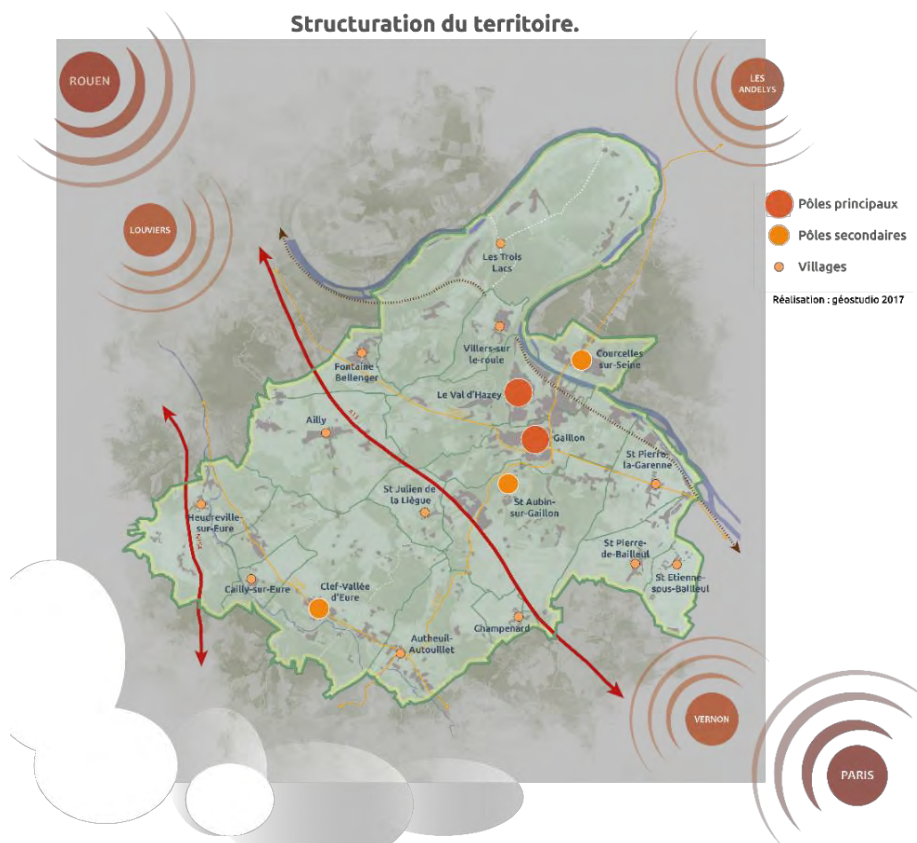 Structuration du territoire.
ROUEN
LES
ANDELYS
LOUVIERS
Pôles principaux
Pôles secondaires
Villages
Réalisation : géostudio 2017
Les Trois
Lacs
Villers-sur
le-roule
Courcelles
sur-Seine
Fontaine-
Bellenger
Le Val d'Hazey
Ailly
A13
Gaillon
St Pierre
la-Garenne
St Julien de
la Liègue
St Aubin-
sur-Gaillon
Heudreville-
sur-Eure
N154
St Pierre-
de-Bailleul
St Etienne-
sous-Bailleul
Cailly-sur-Eure
Clef-Vallée
d'Eure
Champenard
Autheuil-
Autouillet
VERNON
PARIS